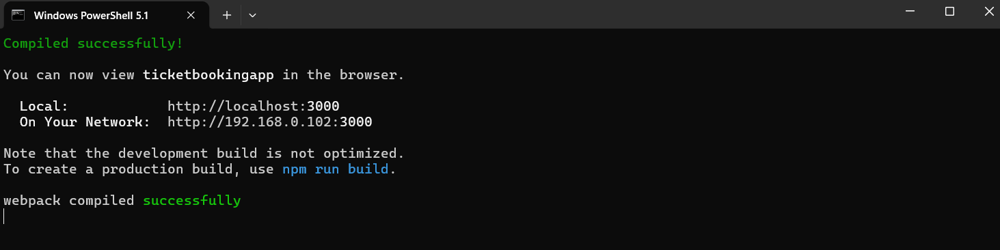 Windows PowerShell 5.1
Compiled successfully!
You can now view ticketbookingapp in the browser.
Local: http://localhost:3000
On Your Network: http://192.168.0.102:3000
Note that the development build is not optimized.
To create a production build, use npm run build.
webpack compiled successfully